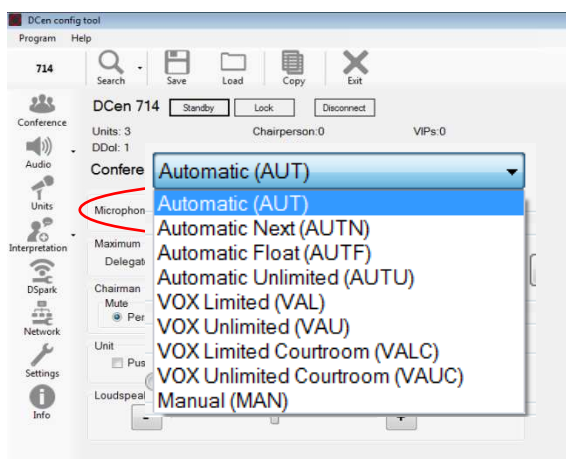 DCen config tool
Program Help
714
Search Save Load Copy Exit
DCen 714 Standby Lock Disconnect
Conference
Units: 3 Chairperson:0 VIPs:0
DDol: 1
Audio
Confere
Automatic (AUT)
Units
Microphon
Automatic (AUT)
Automatic Next (AUTN)
Automatic Float (AUTF)
Automatic Unlimited (AUTU)
VOX Limited (VAL)
VOX Unlimited (VAU)
VOX Limited Courtroom (VALC)
VOX Unlimited Courtroom (VAUC)
Manual (MAN)
Interpretation
Maximum
Delegat
DSpark
Chairman
Mute
Per
Network
Unit
Pus
Settings
Loudspeal
- +
Info